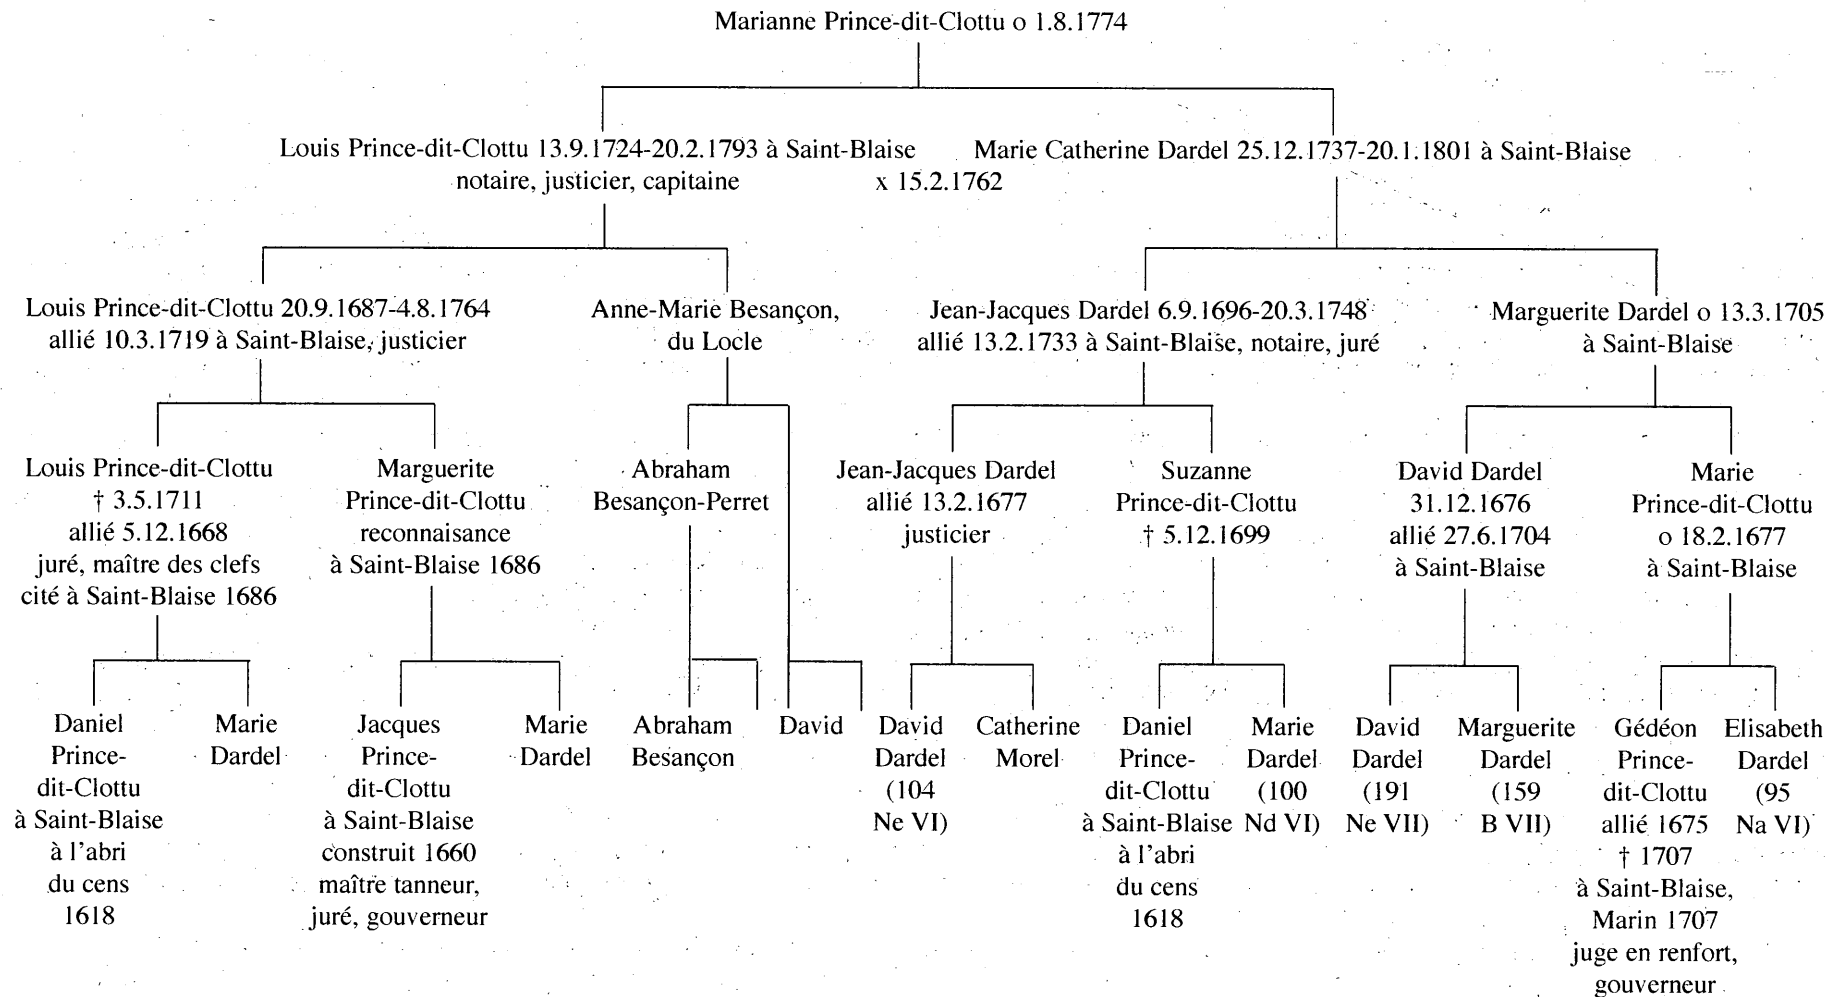 Marianne Prince-dit-Clottu o 1.8.1774
Louis Prince-dit-Clottu 13.9.1724-20.2.1793 à Saint-Blaise
notaire, justicier, capitaine
x 15.2.1762
Marie Catherine Dardel 25.12.1737-20.1.1801 à Saint-Blaise
Louis Prince-dit-Clottu 20.9.1687-4.8.1764
allié 10.3.1719 à Saint-Blaise, justicier
Anne-Marie Besançon,
du Locle
Jean-Jacques Dardel 6.9.1696-20.3.1748
allié 13.2.1733 à Saint-Blaise, notaire, juré
Marguerite Dardel o 13.3.1705
à Saint-Blaise
Louis Prince-dit-Clottu
† 3.5.1711
allié 5.12.1668
juré, maître des clefs
cité à Saint-Blaise 1686
Marguerite
Prince-dit-Clottu
reconnaisance
à Saint-Blaise 1686
Abraham
Besançon-Perret
Jean-Jacques Dardel
allié 13.2.1677
justicier
Suzanne
Prince-dit-Clottu
† 5.12.1699
David Dardel
31.12.1676
allié 27.6.1704
à Saint-Blaise
Marie
Prince-dit-Clottu
o 18.2.1677
à Saint-Blaise
Daniel
Prince-
dit-Clottu
à Saint-Blaise
à l'abri
du cens
1618
Marie
Dardel
Jacques
Prince-
dit-Clottu
à Saint-Blaise
construit 1660
maître tanneur,
juré, gouverneur
Marie
Dardel
Abraham
Besançon
David
David
Dardel
(104
Ne VI)
Catherine
Morel
Daniel
Prince-
dit-Clottu
à Saint-Blaise
à l'abri
du cens
1618
Marie
Dardel
(100
Nd VI)
David
Dardel
(191
Ne VII)
Marguerite
Dardel
(159
B VII)
Gédéon
Prince-
dit-Clottu
allié 1675
† 1707
à Saint-Blaise,
Marin 1707
juge en renfort,
gouverneur
Elisabeth
Dardel
(95
Na VI)